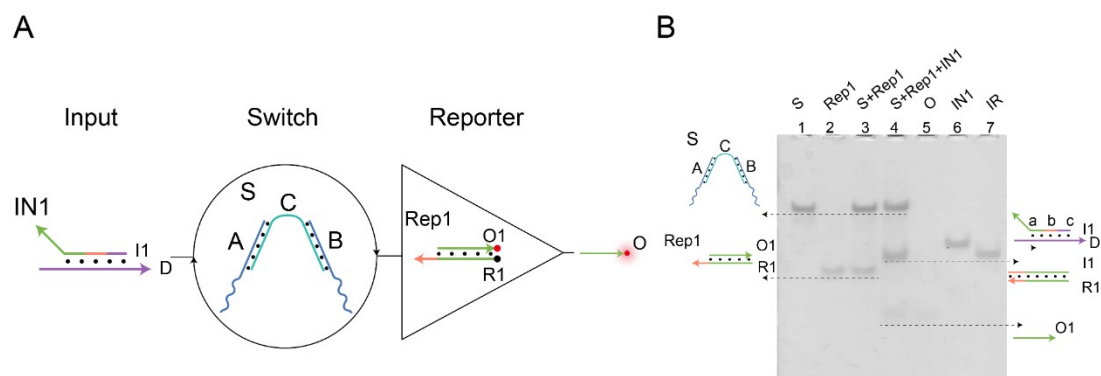 A
Input Switch Reporter
IN1
I1
D
S
C
A
B
Rep1
O1
R1
O
B
S Rep1 S+Rep1 S+Rep1+IN1 O IN1 IR
1 2 3 4 5 6 7
S
C
A
B
Rep1
O1
R1
a b c
I1
D
I1
R1
O1